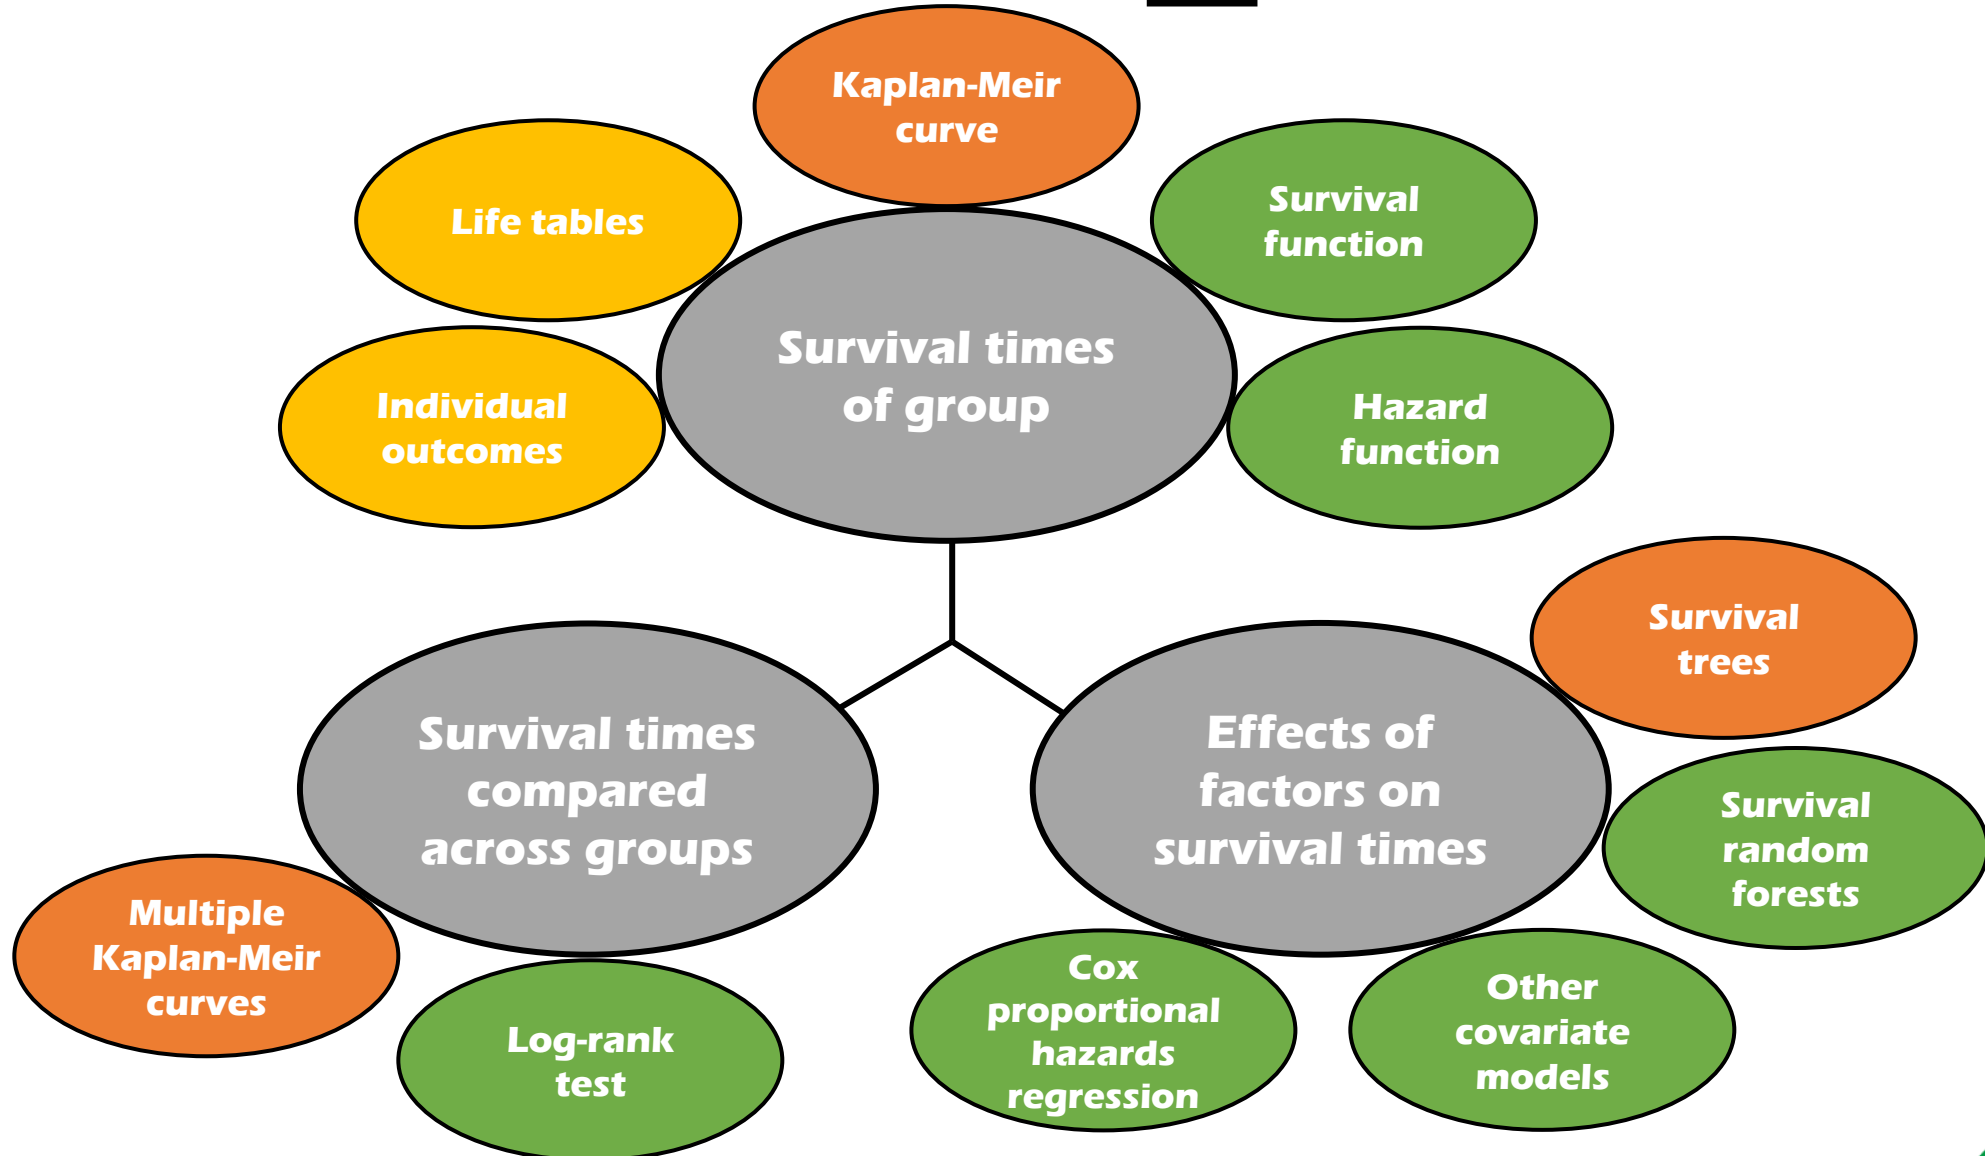 Kaplan-Meir
curve
Life tables
Survival
function
Individual
outcomes
Survival times
of group
Hazard
function
Survival
trees
Survival times
compared
across groups
Effects of
factors on
survival times
Survival
random
forests
Multiple
Kaplan-Meir
curves
Log-rank
test
Cox
proportional
hazards
regression
Other
covariate
models